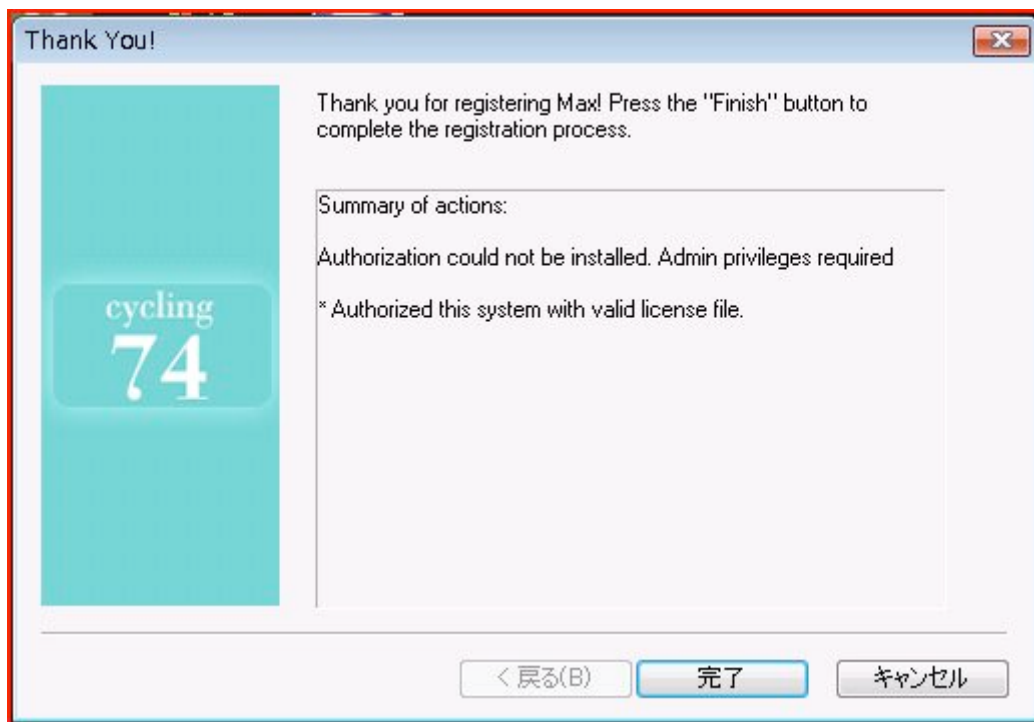 Thank You!
Thank you for registering Max! Press the "Finish" button to
complete the registration process.
Summary of actions:
Authorization could not be installed. Admin privileges required
* Authorized this system with valid license file.
cycling
74
< 戻る(B)
完了
キャンセル